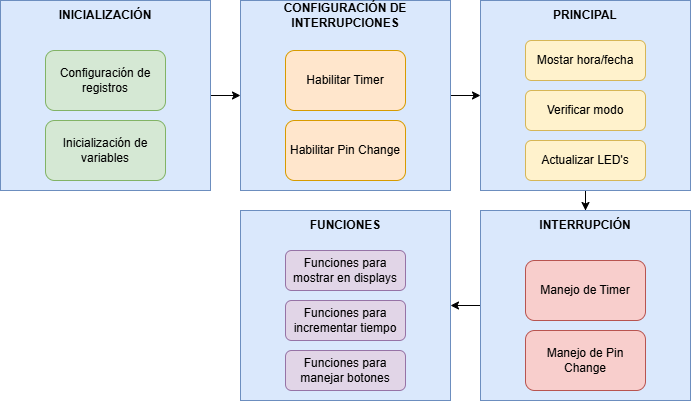 INICIALIZACIÓN
Configuración de
registros
Inicialización de
variables
CONFIGURACIÓN DE
INTERRUPCIONES
Habilitar Timer
Habilitar Pin Change
PRINCIPAL
Mostar hora/fecha
Verificar modo
Actualizar LED's
INTERRUPCIÓN
Manejo de Timer
Manejo de Pin
Change
FUNCIONES
Funciones para
mostrar en displays
Funciones para
incrementar tiempo
Funciones para
manejar botones